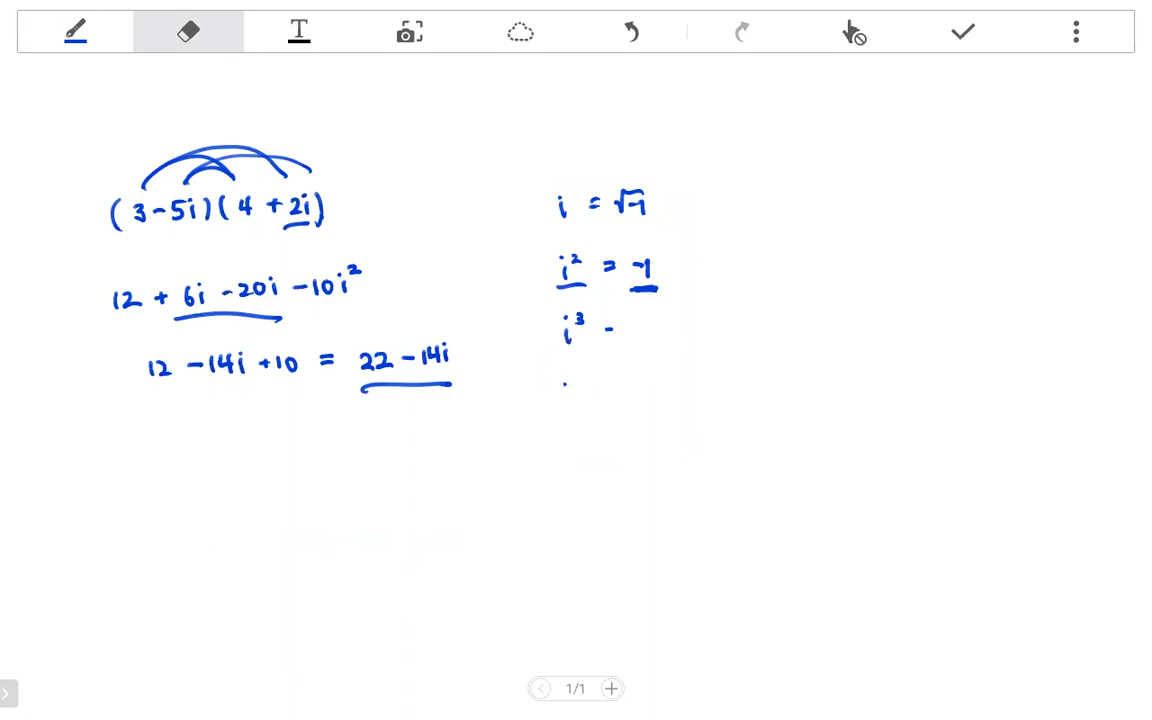 T
(3-5i)(4+2i)
12 + 6i - 20i - 10i²
12 - 14i + 10 = 22 - 14i
i = √-1
i² = -1
i³ -
1/1